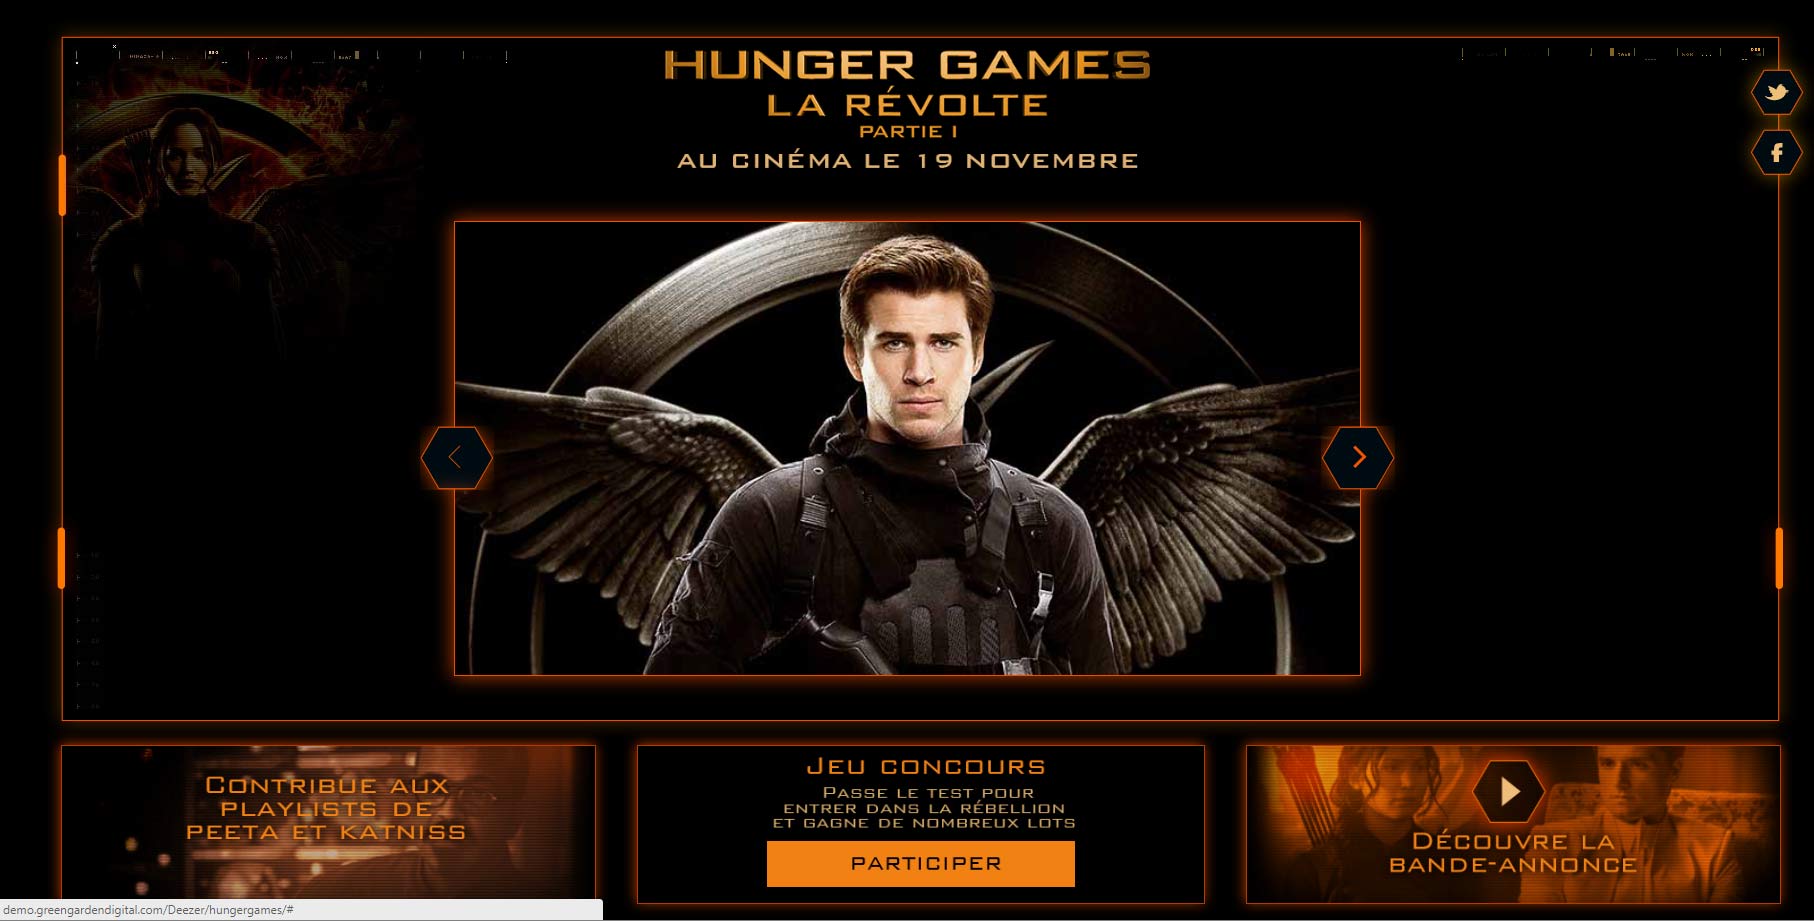 HUNGER GAMES
LA RÉVOLTE
PARTIE I
AU CINÉMA LE 19 NOVEMBRE
CONTRIBUE AUX
PLAYLISTS DE
PEETA ET KATNISS
JEU CONCOURS
PASSE LE TEST POUR
ENTRER DANS LA RÉBELLION
ET GAGNE DE NOMBREUX LOTS
PARTICIPER
DÉCOUVRE LA
BANDE-ANNONCE
demo.greengardendigital.com/Deezer/hungergames/#